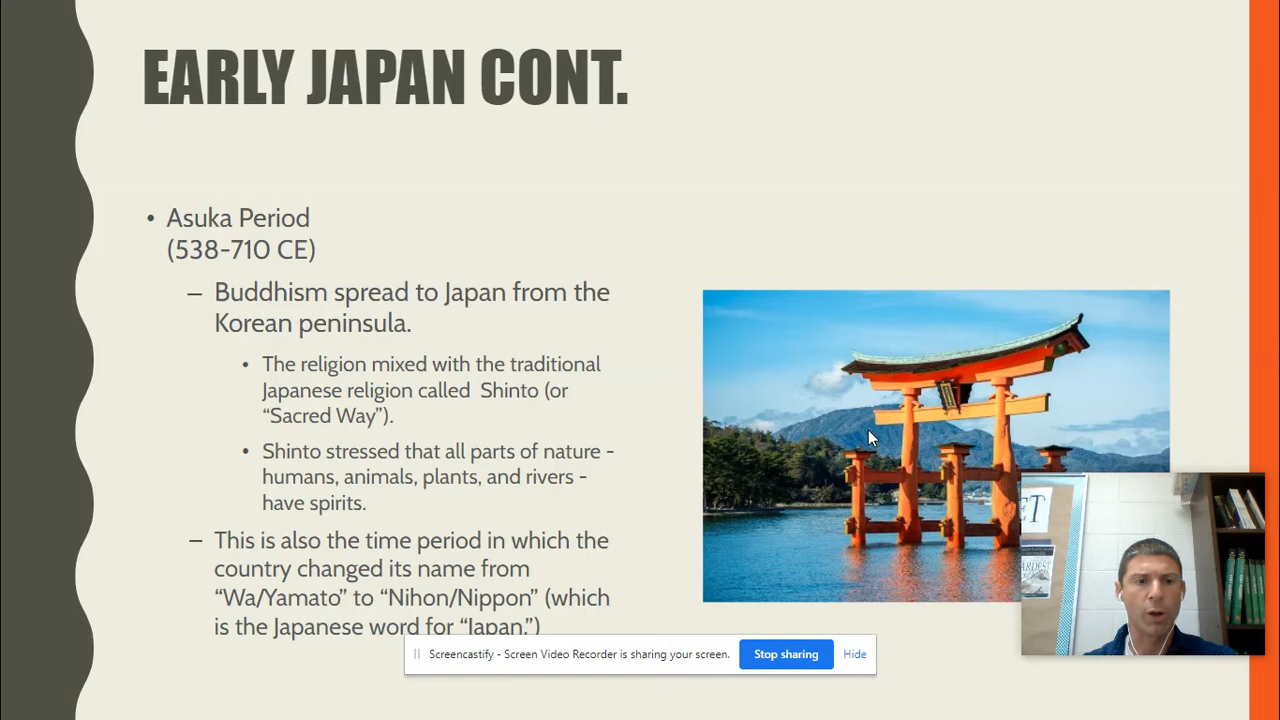 EARLY JAPAN CONT.
• Asuka Period
(538-710 CE)
– Buddhism spread to Japan from the
Korean peninsula.
• The religion mixed with the traditional
Japanese religion called Shinto (or
“Sacred Way”).
• Shinto stressed that all parts of nature -
humans, animals, plants, and rivers -
have spirits.
– This is also the time period in which the
country changed its name from
“Wa/Yamato” to “Nihon/Nippon” (which
is the Japanese word for “Japan.”)
Screencastify - Screen Video Recorder is sharing your screen.
Stop sharing
Hide